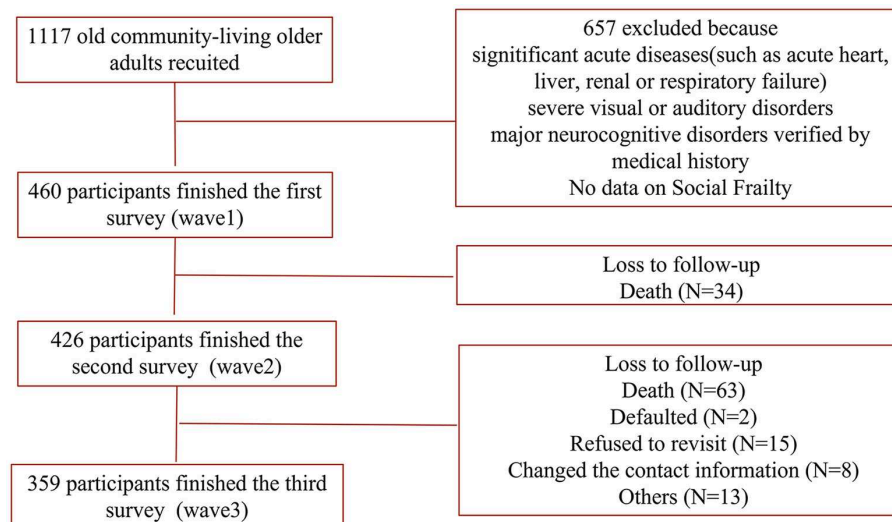 1117 old community-living older
adults recuited
657 excluded because
signitificant acute diseases(such as acute heart,
liver, renal or respiratory failure)
severe visual or auditory disorders
major neurocognitive disorders verified by
medical history
No data on Social Frailty
460 participants finished the first
survey (wave1)
Loss to follow-up
Death (N=34)
426 participants finished the
second survey (wave2)
Loss to follow-up
Death (N=63)
Defaulted (N=2)
Refused to revisit (N=15)
Changed the contact information (N=8)
Others (N=13)
359 participants finished the third
survey (wave3)